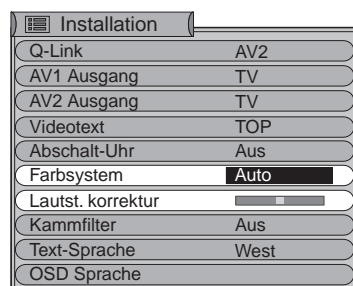 Installation
Q-Link AV2
AV1 Ausgang TV
AV2 Ausgang TV
Videotext TOP
Abschalt-Uhr Aus
Farbsystem Auto
Lautst. korrektur
Kammfilter Aus
Text-Sprache West
OSD Sprache